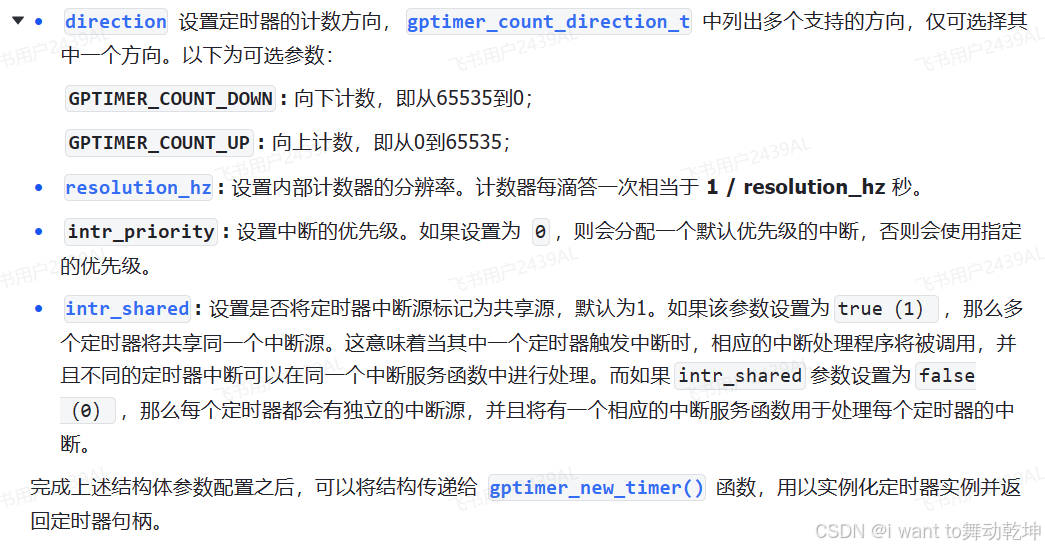 direction 设置定时器的计数方向，gptimer_count_direction_t 中列出多个支持的方向，仅可选择其
中一个方向。以下为可选参数：
GPTIMER_COUNT_DOWN：向下计数，即从65535到0；
GPTIMER_COUNT_UP：向上计数，即从0到65535；
resolution_hz：设置内部计数器的分辨率。计数器每滴答一次相当于 1 / resolution_hz 秒。
intr_priority：设置中断的优先级。如果设置为 0，则会分配一个默认优先级的中断，否则会使用指定
的优先级。
intr_shared：设置是否将定时器中断源标记为共享源，默认为1。如果该参数设置为 true（1），那么多
个定时器将共享同一个中断源。这意味着当其中一个定时器触发中断时，相应的中断处理程序将被调用，并
且不同的定时器中断可以在同一个中断服务函数中进行处理。而如果 intr_shared 参数设置为 false
（0），那么每个定时器都会有独立的中断源，并且将有一个相应的中断服务函数用于处理每个定时器的中
断。
完成上述结构体参数配置之后，可以将结构传递给 gptimer_new_timer() 函数，用以实例化定时器实例并返
回定时器句柄。
飞书用户2439AL
CSDN @i want to舞动乾坤